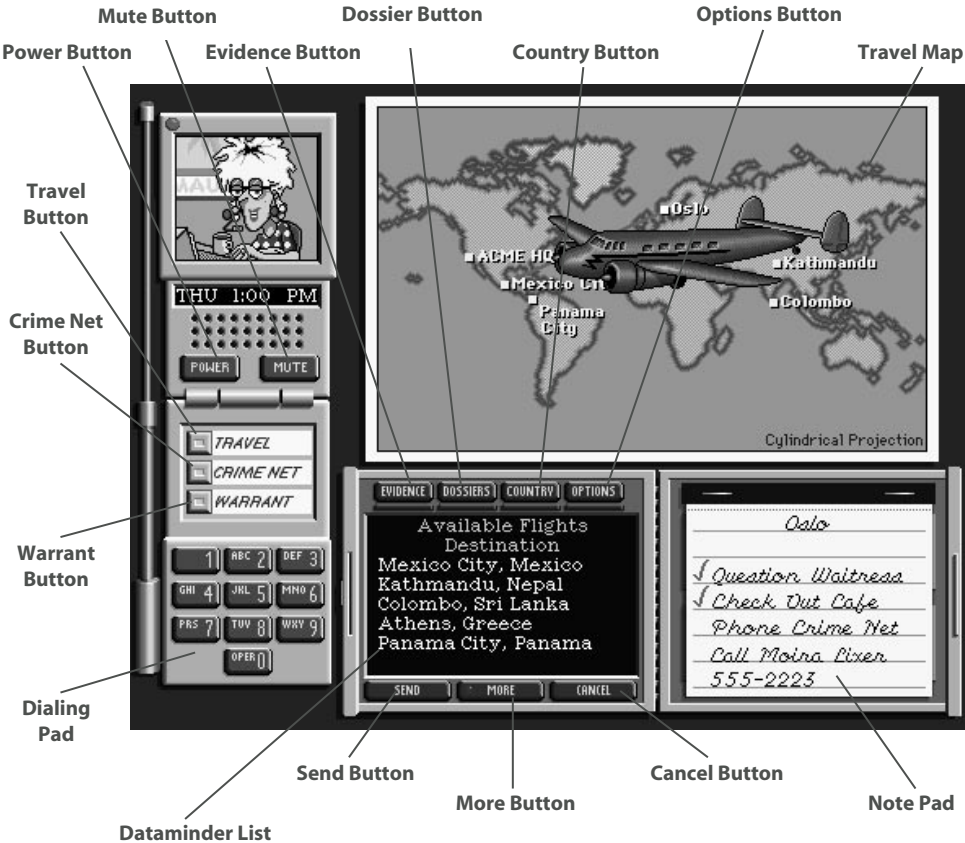 Mute Button
Dossier Button
Options Button
Power Button
Evidence Button
Country Button
Travel Map
Travel
Button
Crime Net
Button
Warrant
Button
Dialing
Pad
MAU
THU 1:00 PM
POWER
MUTE
TRAVEL
CRIME NET
WARRANT
1
ABC 2
DEF 3
GHI 4
JKL 5
MNO 6
PRS 7
TUV 8
WXY 9
OPER 0
Oslo
ACME HQ
Mexico Cit
Panama
City
Kathmandu
Colombo
Cylindrical Projection
EVIDENCE
DOSSIERS
COUNTRY
OPTIONS
Available Flights
Destination
Mexico City, Mexico
Kathmandu, Nepal
Colombo, Sri Lanka
Athens, Greece
Panama City, Panama
SEND
MORE
CANCEL
Oslo
Question Waitress
Check Out Cafe
Phone Crime Net
Call Moira Lixer
555-2223
Send Button
Cancel Button
More Button
Note Pad
Dataminder List